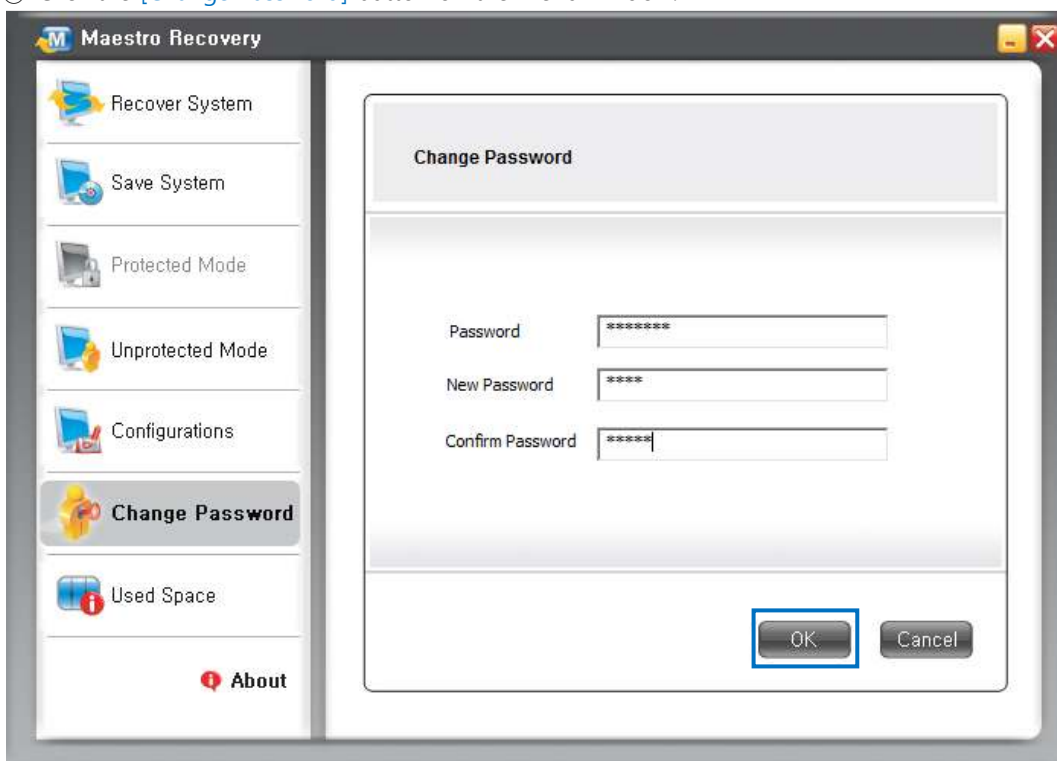 Maestro Recovery
Recover System
Save System
Protected Mode
Unprotected Mode
Configurations
Change Password
Used Space
About
Change Password
Password *******
New Password ****
Confirm Password *****
OK Cancel